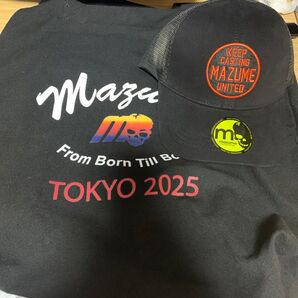 Mazu
From Born Till Bo
TOKYO 2025
KEEP
CASTING
MAZUME
UNITED
m